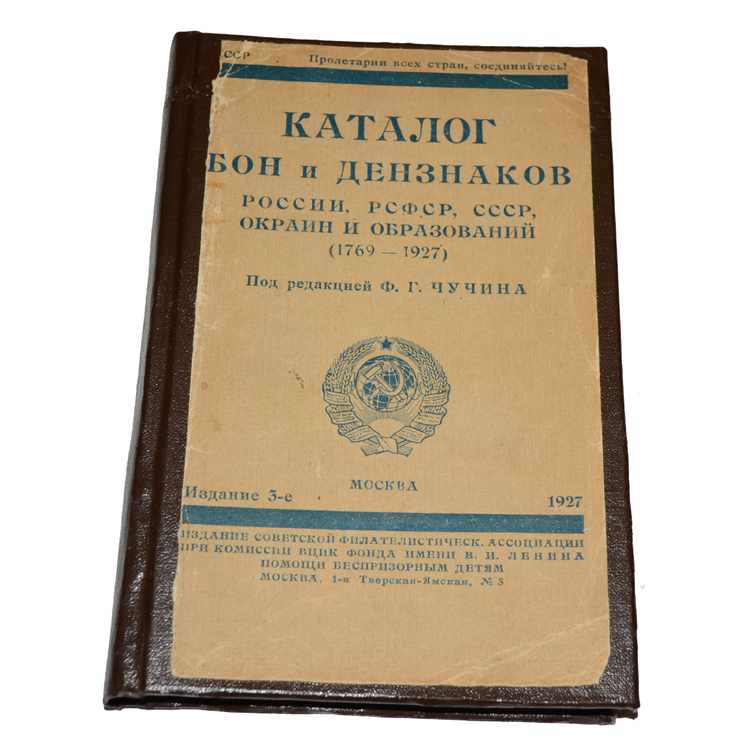 ССР Пролетарии всех стран, соединяйтесь!
КАТАЛОГ
БОН и ДЕНЗНАКОВ
РОССИИ, РСФСР, СССР,
ОКРАИН И ОБРАЗОВАНИЙ
(1769 — 1927)
Под редакцией Ф. Г. ЧУЧИНА
МОСКВА
Издание 3-е 1927
ИЗДАНИЕ СОВЕТСКОЙ ФИЛАТЕЛИСТИЧЕСК. АССОЦИАЦИИ
ПРИ КОМИССИИ ВЦИК ФОНДА ИМЕНИ В. И. ЛЕНИНА
ПОМОЩИ БЕСПРИЗОРНЫМ ДЕТЯМ
МОСКВА, 1-я Тверская-Ямская, № 3